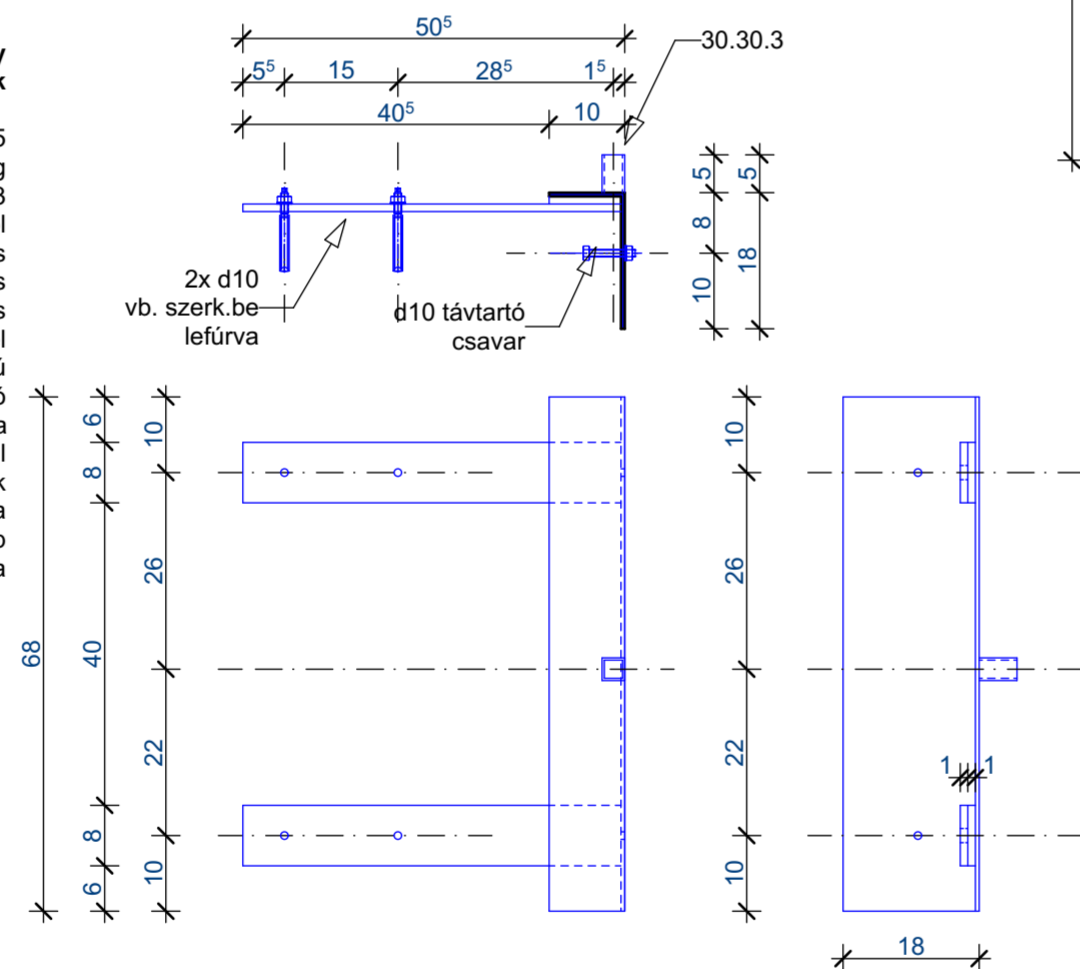 50⁵
30.30.3
5⁵ 15 28⁵ 1⁵
40⁵ 10
5 5
8
18
10
2x d10
vb. szerk.be
lefúrva
d10 távtartó
csavar
y
k
5
g
3
l
s
s
s
l
ú
ó
a
l
k
a
o
a
6 10 10
8
26 26
68 40
22 22
1 1
8
6 10 10
18